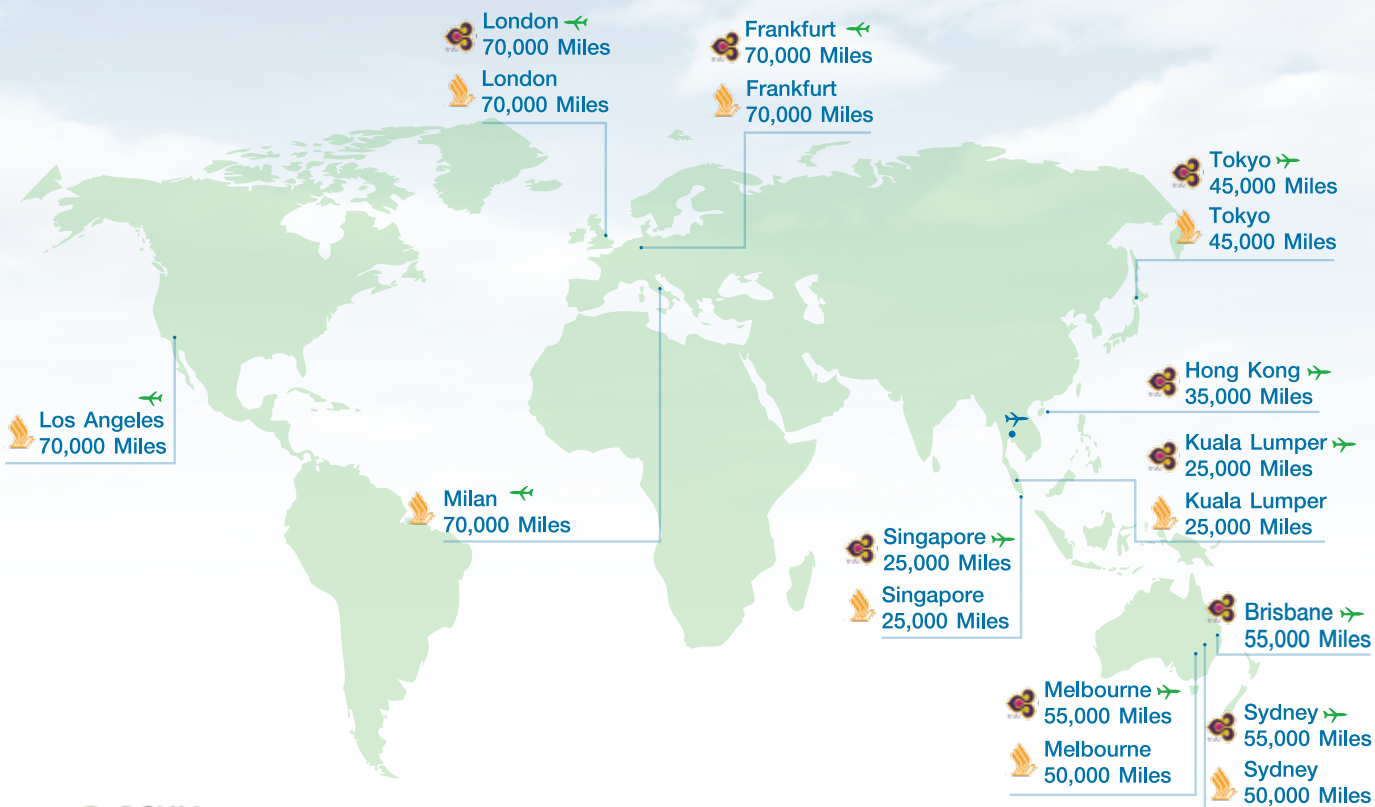 London
70,000 Miles
London
70,000 Miles
Frankfurt
70,000 Miles
Frankfurt
70,000 Miles
Tokyo
45,000 Miles
Tokyo
45,000 Miles
Hong Kong
35,000 Miles
Los Angeles
70,000 Miles
Kuala Lumper
25,000 Miles
Kuala Lumper
25,000 Miles
Milan
70,000 Miles
Singapore
25,000 Miles
Singapore
25,000 Miles
Brisbane
55,000 Miles
Melbourne
55,000 Miles
Melbourne
50,000 Miles
Sydney
55,000 Miles
Sydney
50,000 Miles